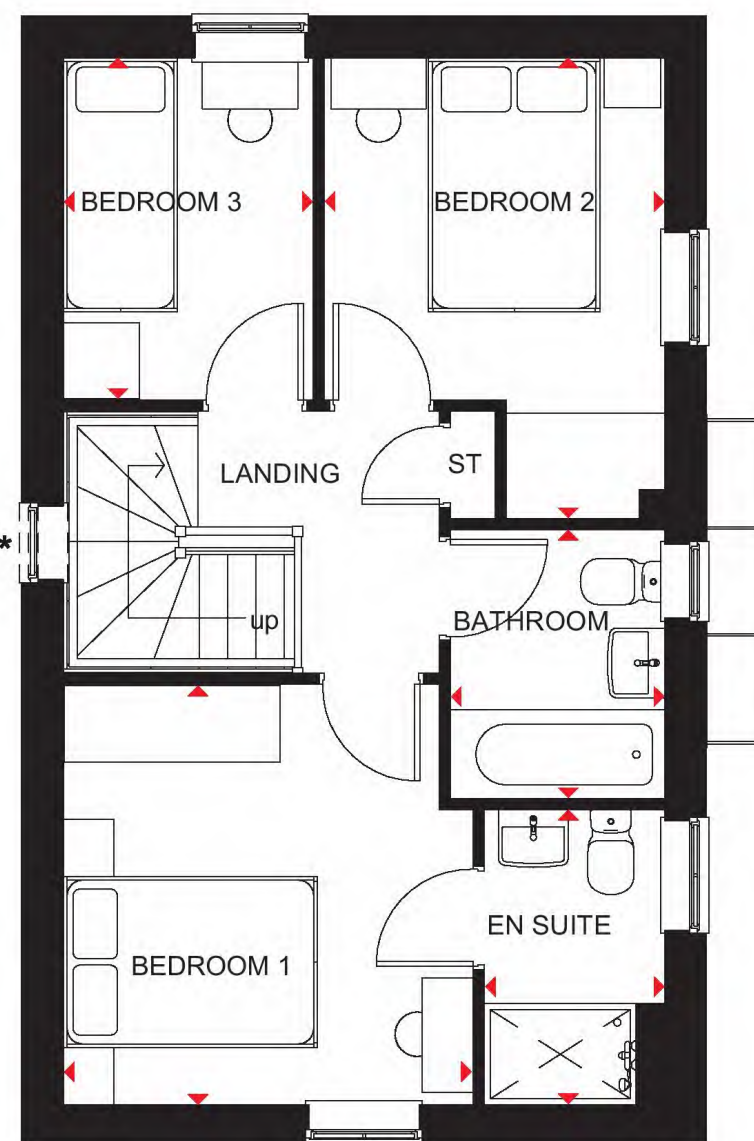 BEDROOM 3
BEDROOM 2
LANDING
ST
*
up
BATHROOM
EN SUITE
BEDROOM 1